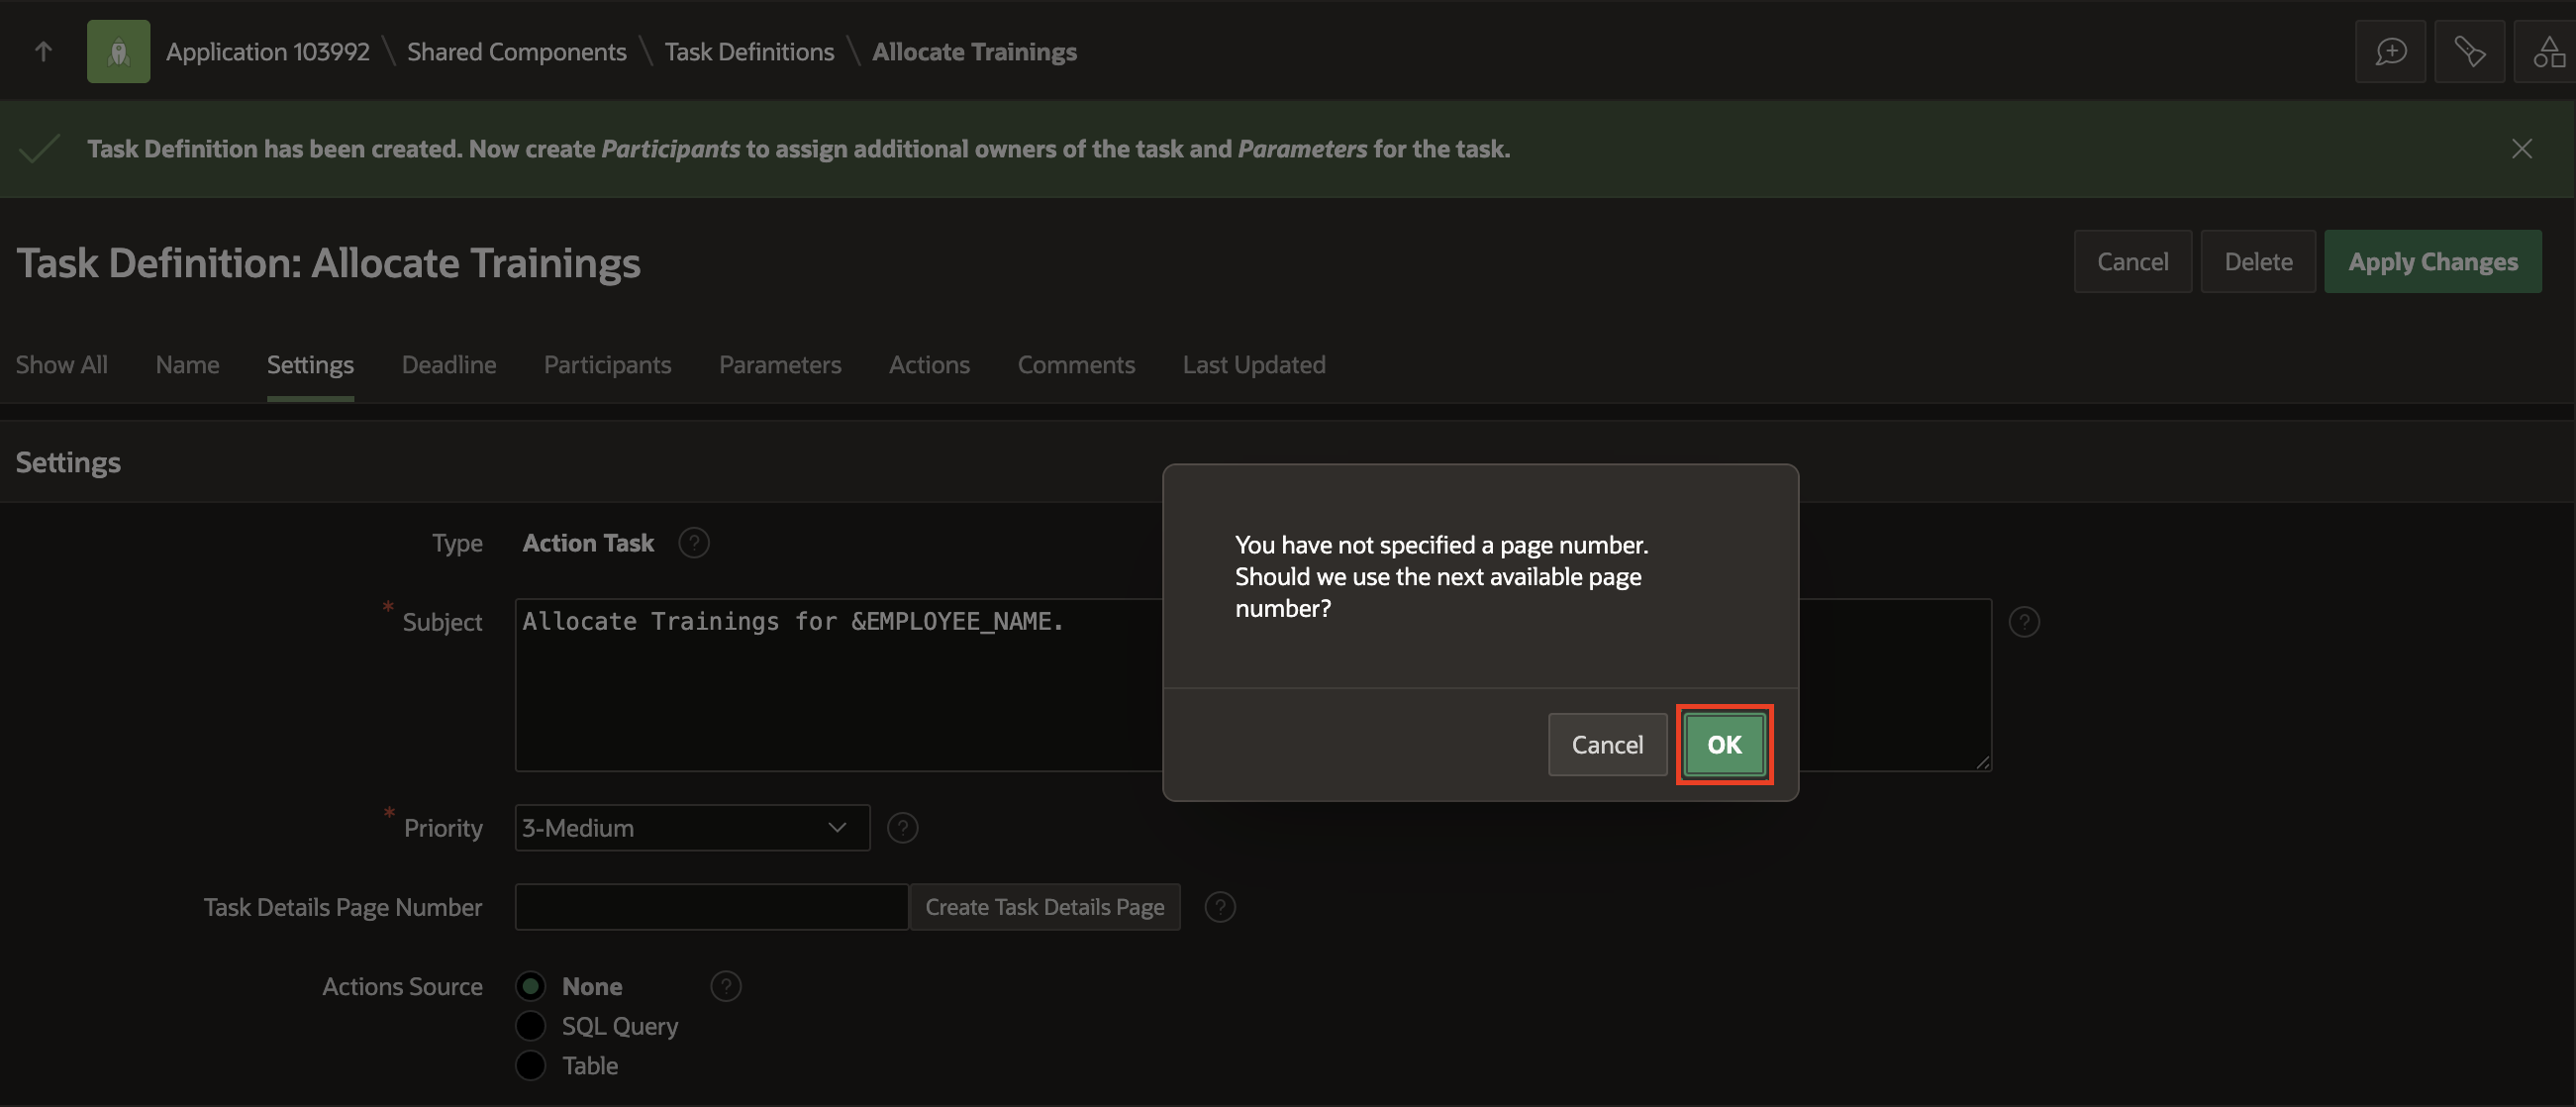 Application 103992 \ Shared Components \ Task Definitions \ Allocate Trainings
Task Definition has been created. Now create Participants to assign additional owners of the task and Parameters for the task.
Task Definition: Allocate Trainings
Cancel
Delete
Apply Changes
Show All
Name
Settings
Deadline
Participants
Parameters
Actions
Comments
Last Updated
Settings
Type
Action Task
?
* Subject
Allocate Trainings for &EMPLOYEE_NAME.
?
You have not specified a page number.
Should we use the next available page
number?
Cancel
OK
* Priority
3-Medium
?
Task Details Page Number
Create Task Details Page
?
Actions Source
None
?
SQL Query
Table